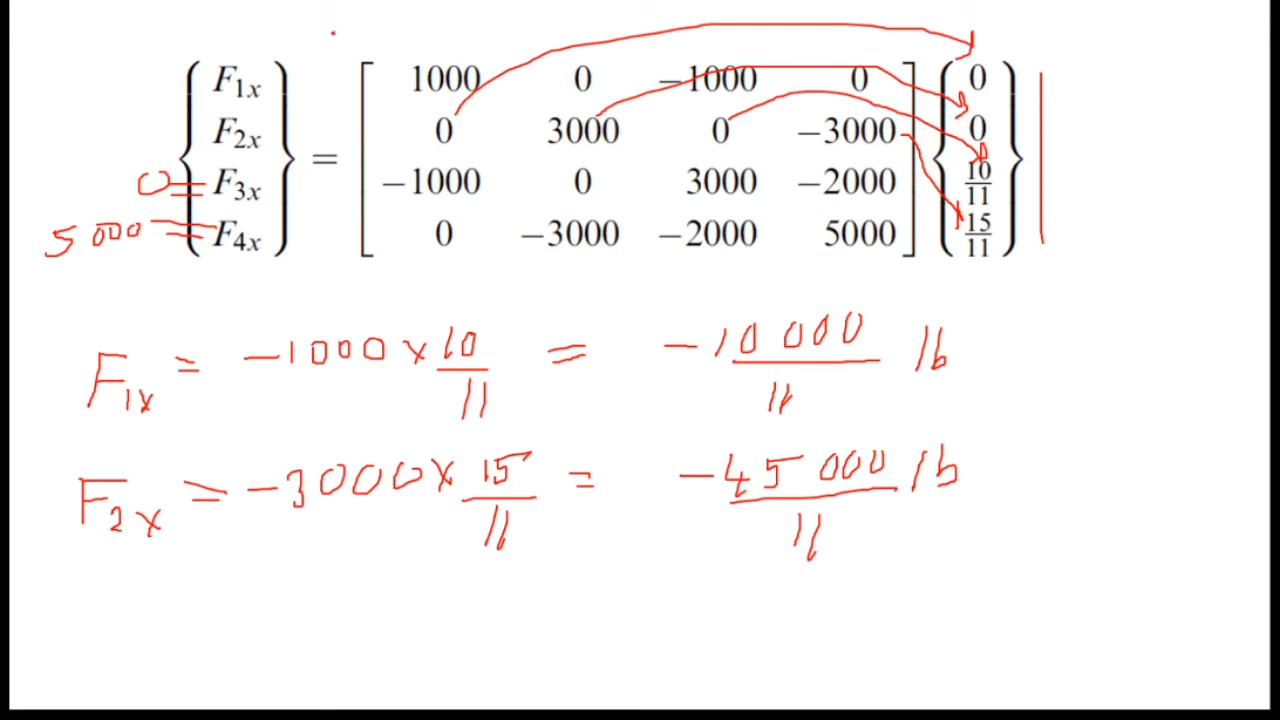 F1x 1000 0 −1000 0 0
F2x 0 3000 0 −3000 0
0 = F3x = −1000 0 3000 −2000 10/11
5000 = F4x 0 −3000 −2000 5000 15/11
F1x = −1000 × 10/11 = −10 000/11 lb
F2x = −3000 × 15/11 = −45 000/11 lb